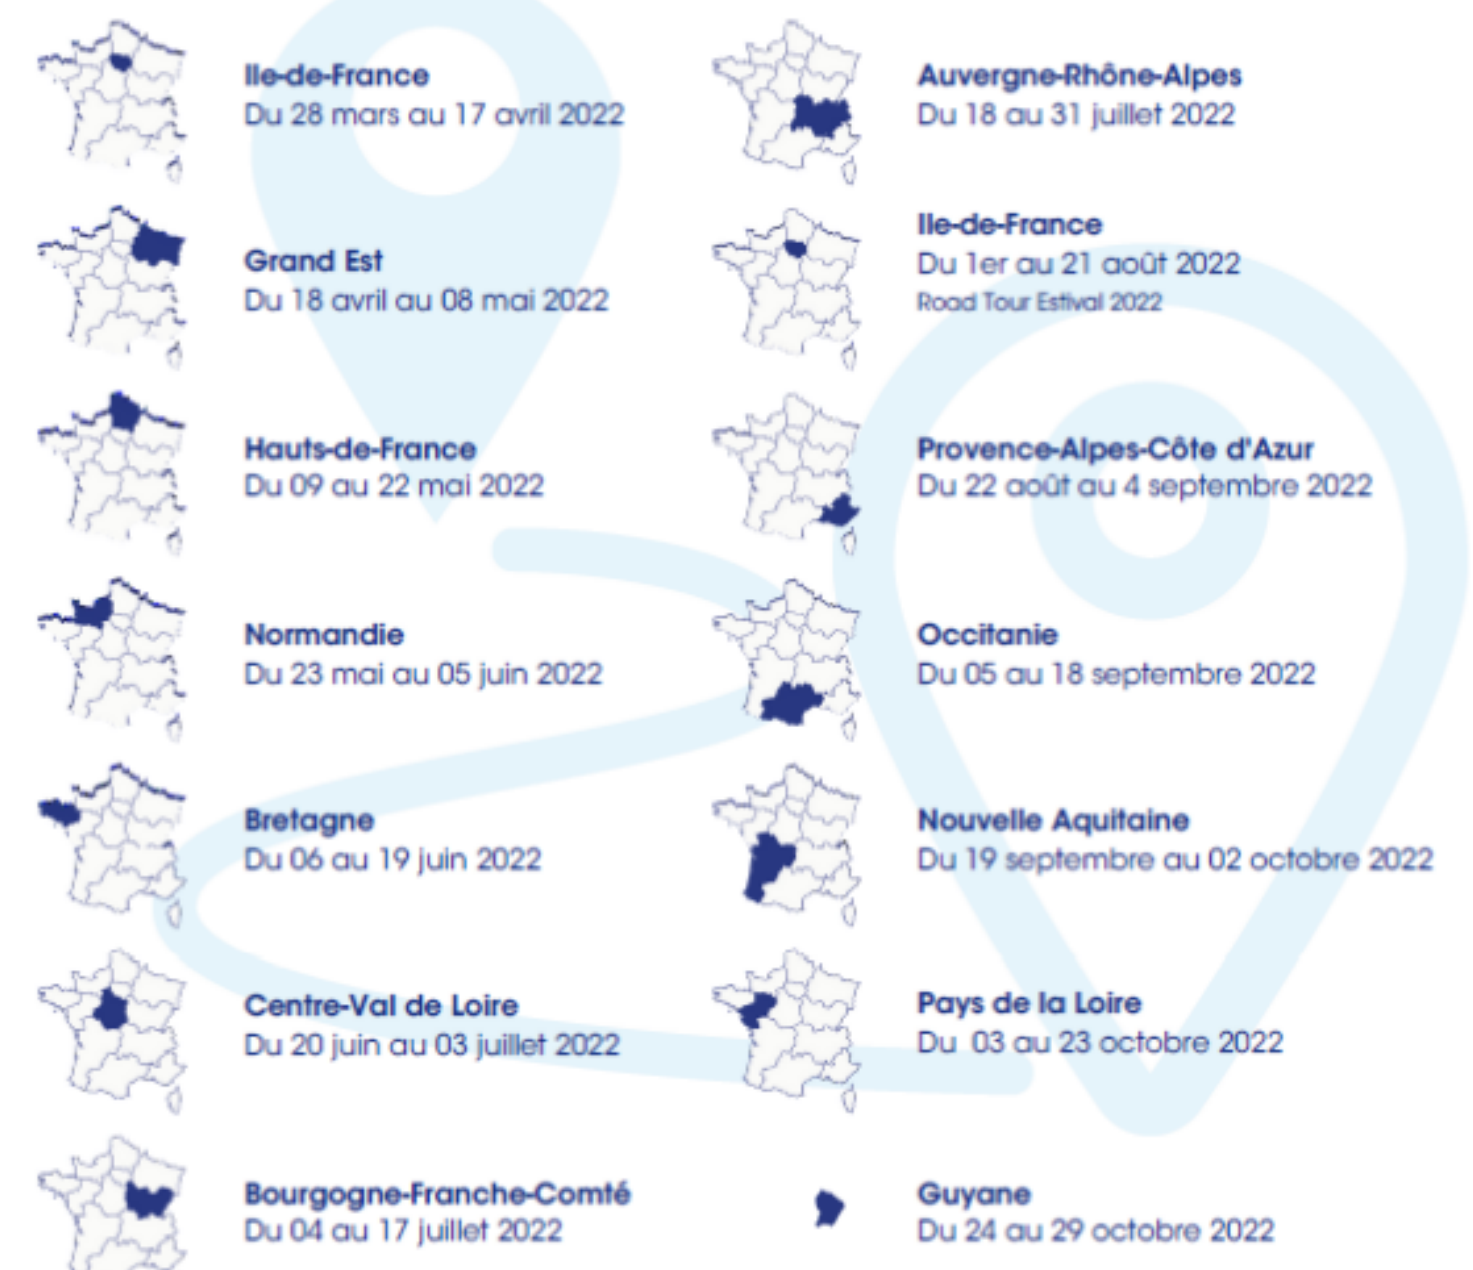 Ile-de-France
Du 28 mars au 17 avril 2022
Grand Est
Du 18 avril au 08 mai 2022
Hauts-de-France
Du 09 au 22 mai 2022
Normandie
Du 23 mai au 05 juin 2022
Bretagne
Du 06 au 19 juin 2022
Centre-Val de Loire
Du 20 juin au 03 juillet 2022
Bourgogne-Franche-Comté
Du 04 au 17 juillet 2022
Auvergne-Rhône-Alpes
Du 18 au 31 juillet 2022
Ile-de-France
Du 1er au 21 août 2022
Road Tour Estival 2022
Provence-Alpes-Côte d'Azur
Du 22 août au 4 septembre 2022
Occitanie
Du 05 au 18 septembre 2022
Nouvelle Aquitaine
Du 19 septembre au 02 octobre 2022
Pays de la Loire
Du 03 au 23 octobre 2022
Guyane
Du 24 au 29 octobre 2022